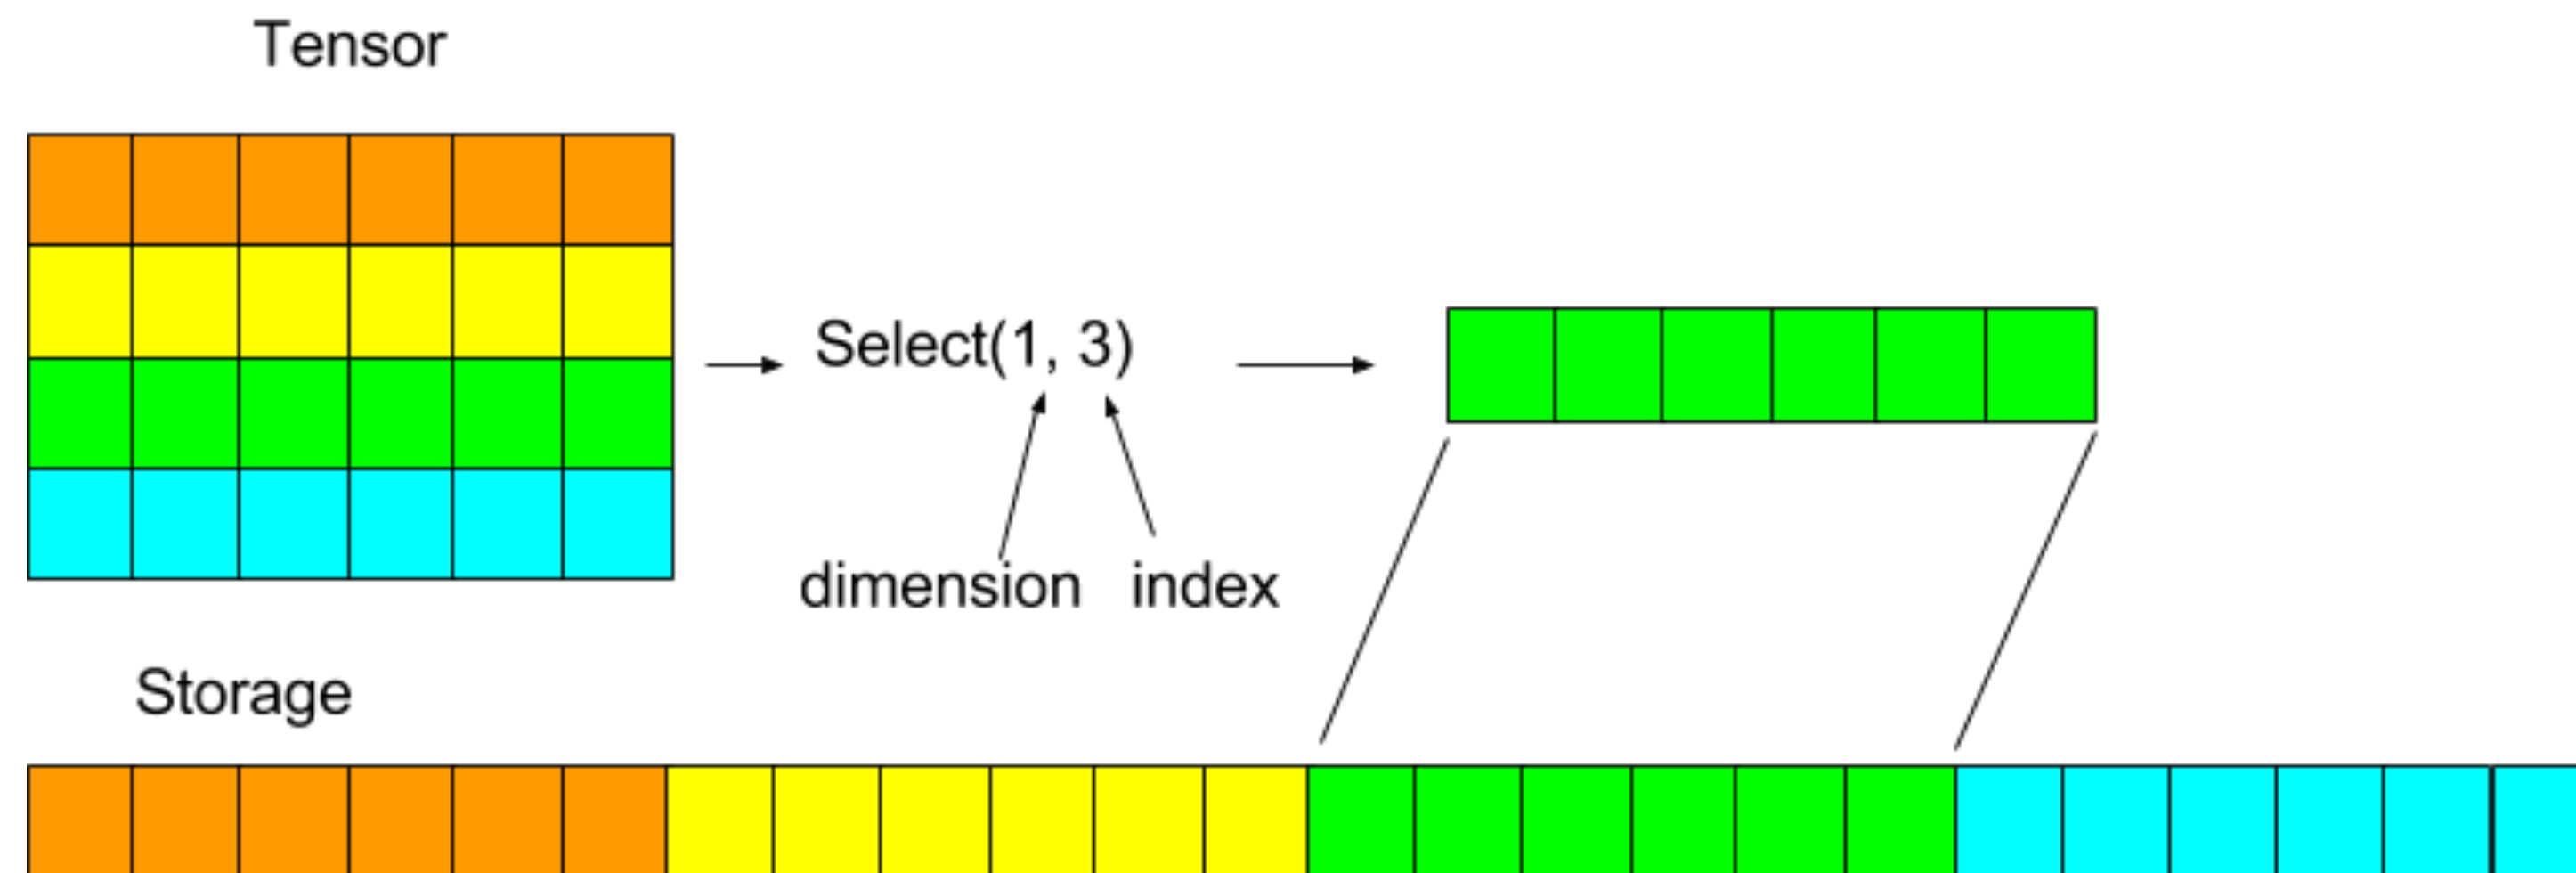 Tensor
Select(1, 3)
dimension index
Storage